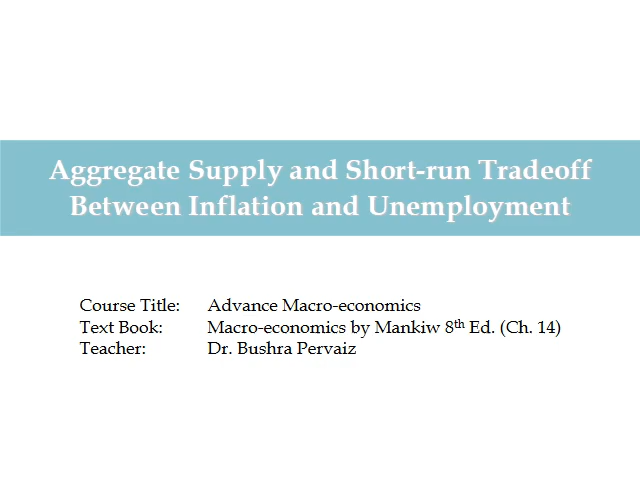 Aggregate Supply and Short-run Tradeoff
Between Inflation and Unemployment
Course Title: Advance Macro-economics
Text Book: Macro-economics by Mankiw 8th Ed. (Ch. 14)
Teacher: Dr. Bushra Pervaiz